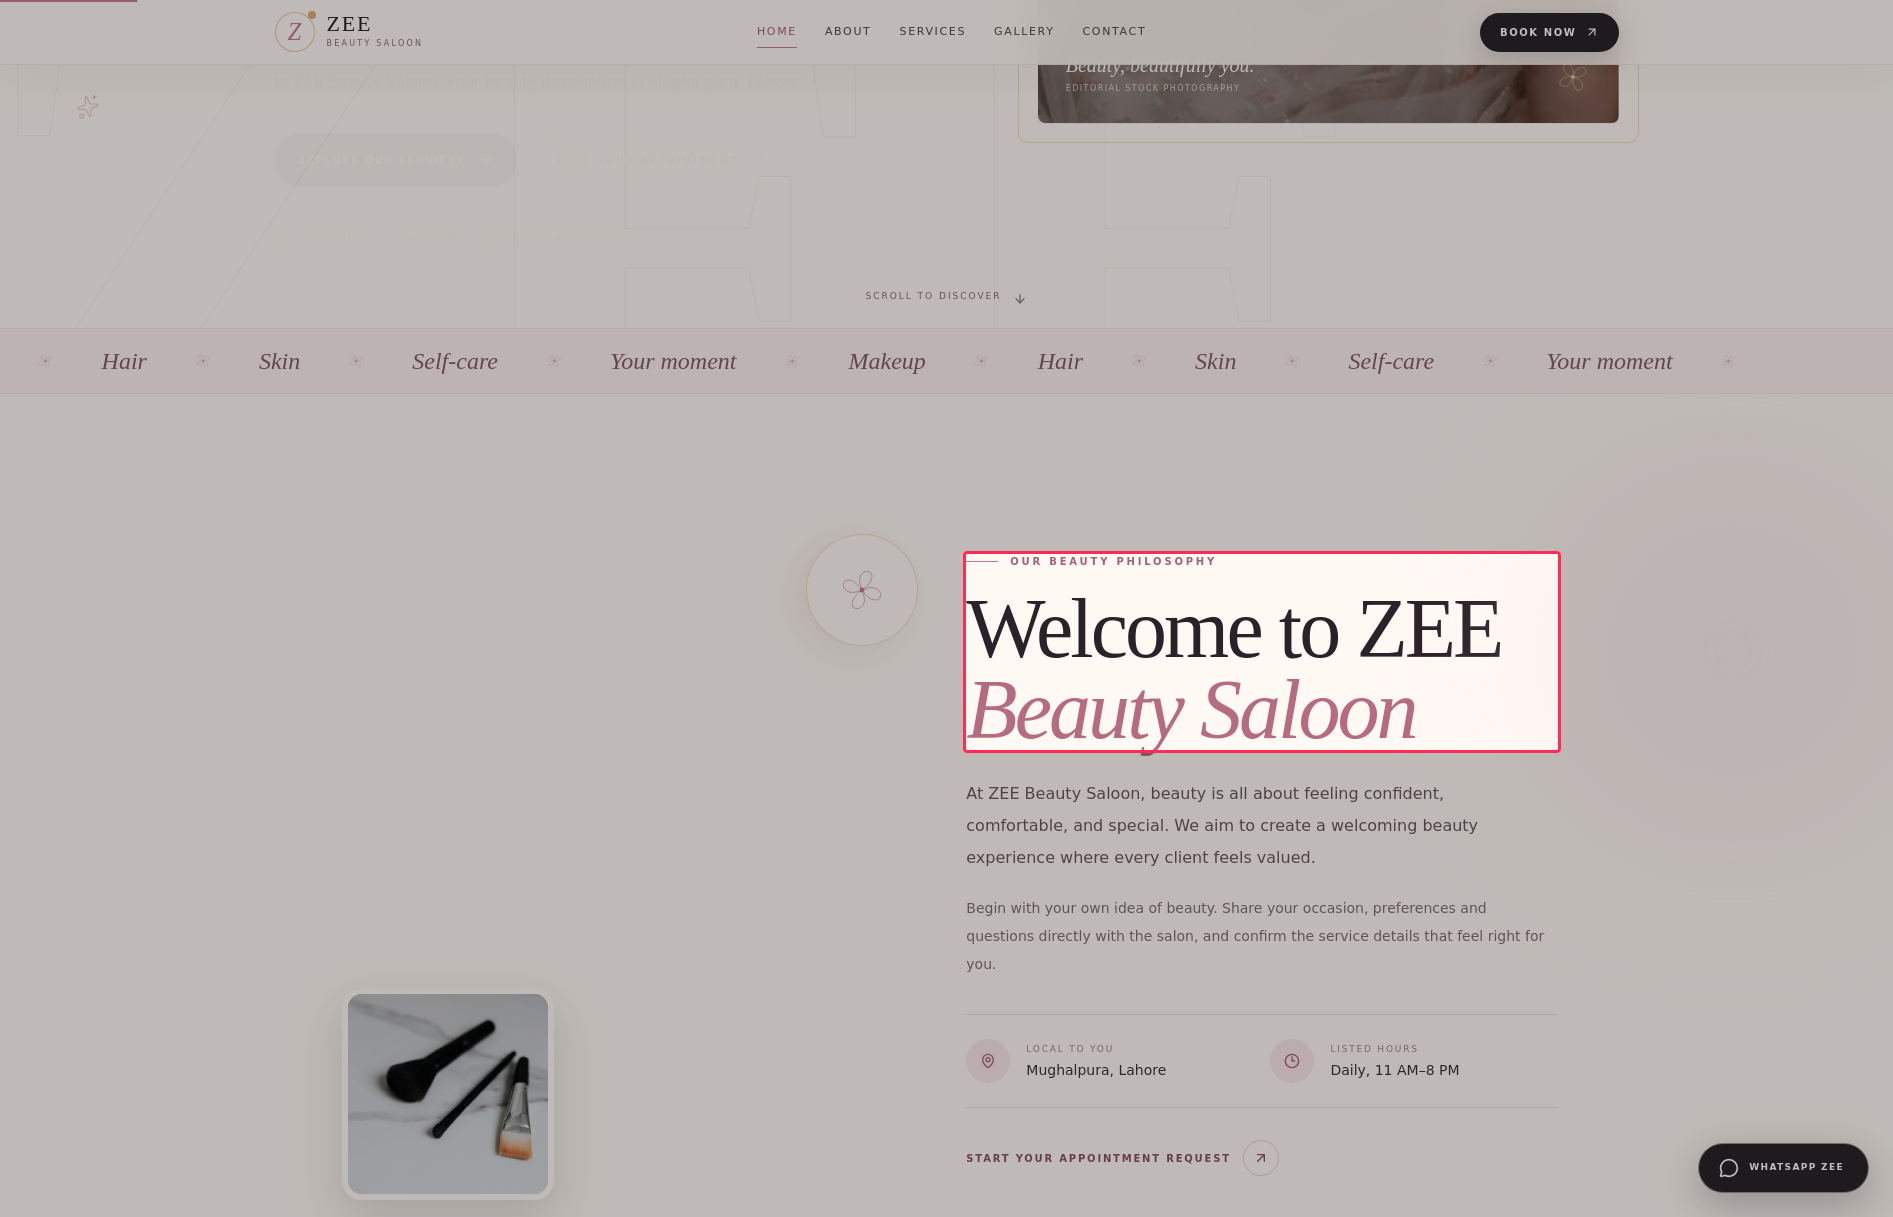 Z
ZEE
BEAUTY SALOON
HOME
ABOUT
SERVICES
GALLERY
CONTACT
BOOK NOW
Beauty, beautifully you.
EDITORIAL STOCK PHOTOGRAPHY
SCROLL TO DISCOVER
Hair Skin Self-care Your moment Makeup Hair Skin Self-care Your moment
OUR BEAUTY PHILOSOPHY
Welcome to ZEE
Beauty Saloon
At ZEE Beauty Saloon, beauty is all about feeling confident,
comfortable, and special. We aim to create a welcoming beauty
experience where every client feels valued.
Begin with your own idea of beauty. Share your occasion, preferences and
questions directly with the salon, and confirm the service details that feel right for
you.
LOCAL TO YOU
Mughalpura, Lahore
LISTED HOURS
Daily, 11 AM–8 PM
START YOUR APPOINTMENT REQUEST
WHATSAPP ZEE